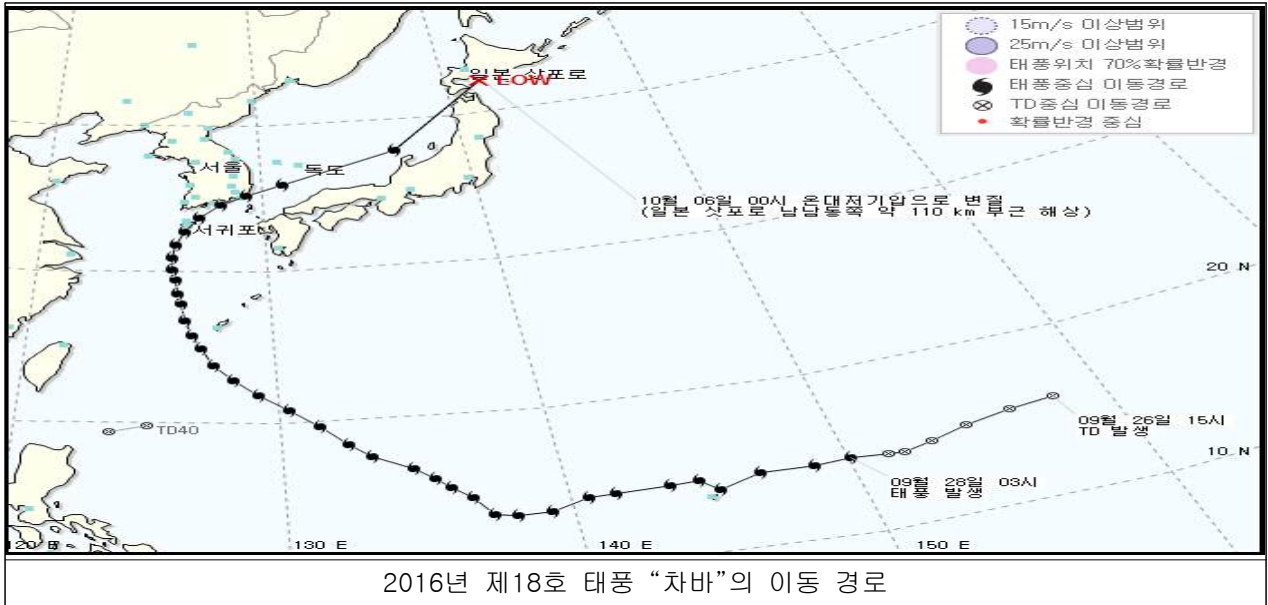 15m/s 이상범위
25m/s 이상범위
태풍위치 70%확률반경
태풍중심 이동경로
TD중심 이동경로
확률반경 중심
일본 삿포로
LOW
서울
독도
서귀포
10월 06일 00시 온대저기압으로 변질
(일본 삿포로 남남동쪽 약 110 km 부근 해상)
20 N
TD40
09월 26일 15시
TD 발생
10 N
09월 28일 03시
태풍 발생
120 E
130 E
140 E
150 E
2016년 제18호 태풍 “차바”의 이동 경로